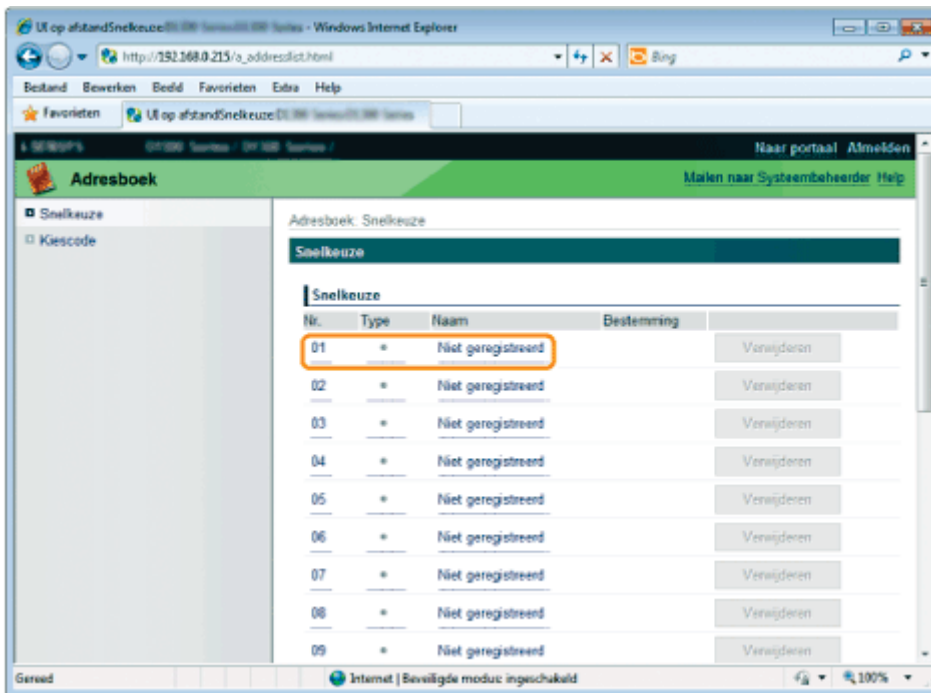 UI op afstandSnelkeuze - Windows Internet Explorer
http://192.168.0.215/a_addresslist.html
Bing
Bestand Bewerken Beeld Favorieten Extra Help
Favorieten
UI op afstandSnelkeuze
Naar portaal Afmelden
Adresboek
Mailen naar Systeembeheerder Help
Snelkeuze
Kiescode
Adresboek: Snelkeuze
Snelkeuze
Snelkeuze
Nr. Type Naam Bestemming
01 Niet geregistreerd Verwijderen
02 Niet geregistreerd Verwijderen
03 Niet geregistreerd Verwijderen
04 Niet geregistreerd Verwijderen
05 Niet geregistreerd Verwijderen
06 Niet geregistreerd Verwijderen
07 Niet geregistreerd Verwijderen
08 Niet geregistreerd Verwijderen
09 Niet geregistreerd Verwijderen
Gereed
Internet | Beveiligde modus: ingeschakeld
100%